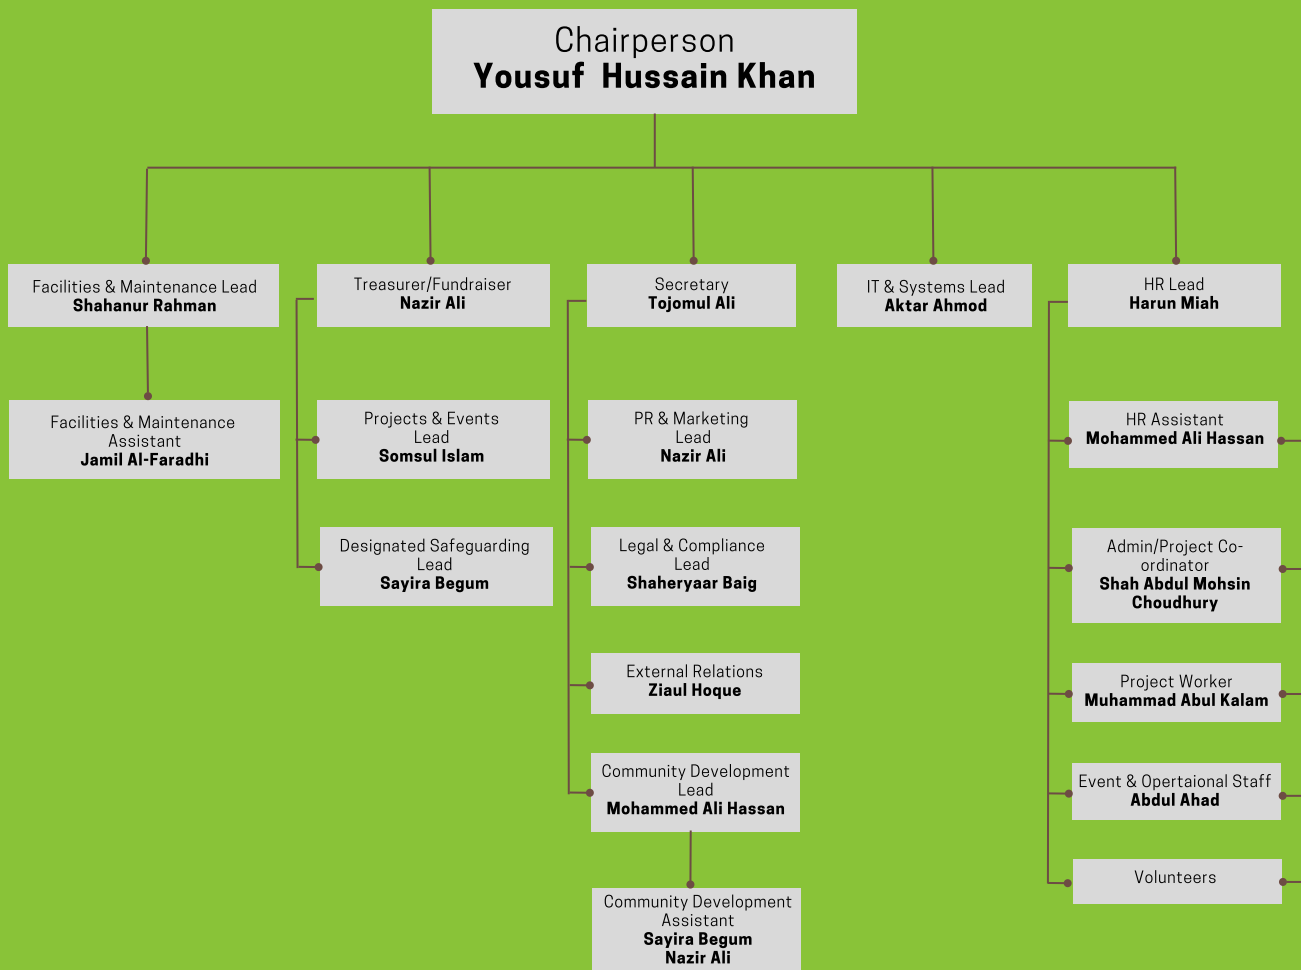 Chairperson
Yousuf Hussain Khan
Facilities & Maintenance Lead
Shahanur Rahman
Treasurer/Fundraiser
Nazir Ali
Secretary
Tojomul Ali
IT & Systems Lead
Aktar Ahmod
HR Lead
Harun Miah
Facilities & Maintenance
Assistant
Jamil Al-Faradhi
Projects & Events
Lead
Somsul Islam
PR & Marketing
Lead
Nazir Ali
HR Assistant
Mohammed Ali Hassan
Designated Safeguarding
Lead
Sayira Begum
Legal & Compliance
Lead
Shaheryaar Baig
Admin/Project Co-
ordinator
Shah Abdul Mohsin
Choudhury
External Relations
Ziaul Hoque
Project Worker
Muhammad Abul Kalam
Community Development
Lead
Mohammed Ali Hassan
Event & Opertaional Staff
Abdul Ahad
Volunteers
Community Development
Assistant
Sayira Begum
Nazir Ali